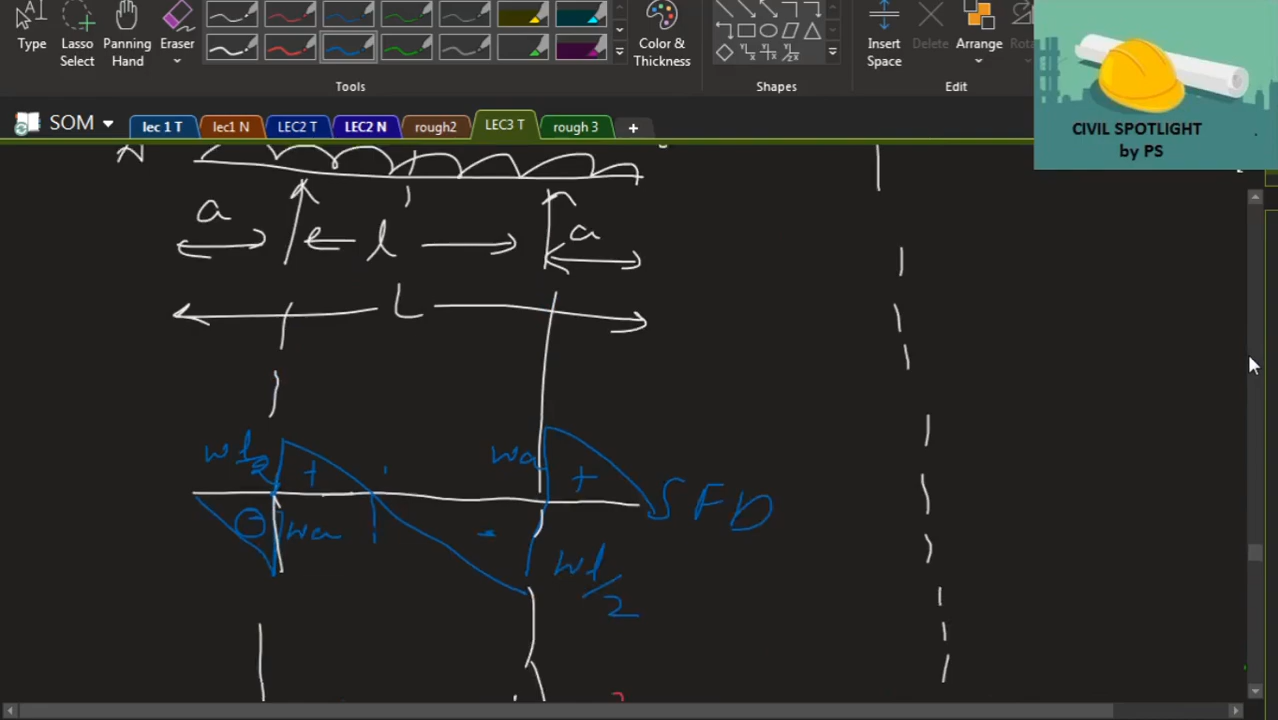 Type
Lasso
Select
Panning
Hand
Eraser
Color &
Thickness
Insert
Space
Delete
Arrange
Tools
Shapes
Edit
SOM
lec 1 T
lec1 N
LEC2 T
LEC2 N
rough2
LEC3 T
rough 3
CIVIL SPOTLIGHT
by PS
a
l
a
L
wl/2
+
wa
+
SFD
wa
-
wl/2